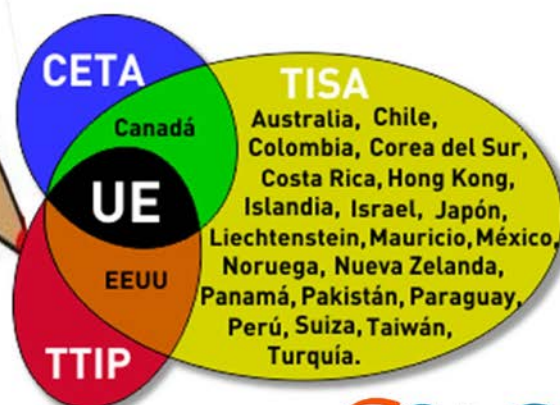 CETA
TISA
Canadá
Australia, Chile,
Colombia, Corea del Sur,
Costa Rica, Hong Kong,
UE
Islandia, Israel, Japón,
Liechtenstein, Mauricio, México,
EEUU
Noruega, Nueva Zelanda,
Panamá, Pakistán, Paraguay,
Perú, Suiza, Taiwán,
TTIP
Turquía.